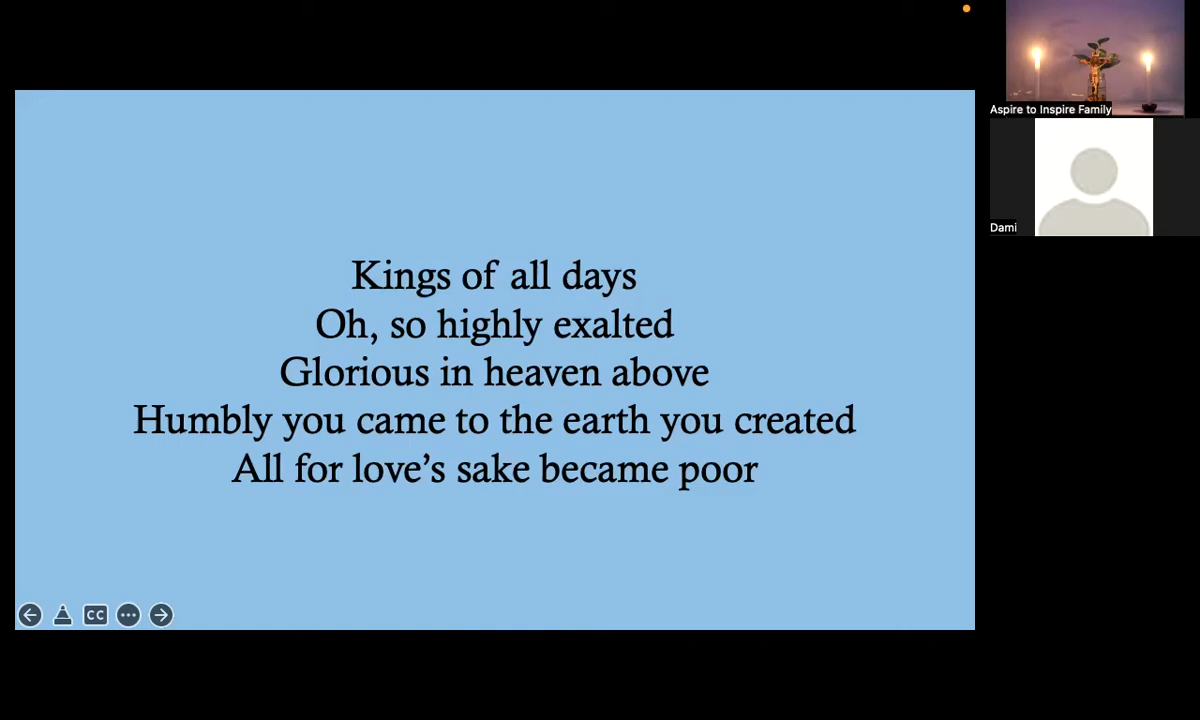 Kings of all days
Oh, so highly exalted
Glorious in heaven above
Humbly you came to the earth you created
All for love’s sake became poor
CC
Aspire to Inspire Family
Dami